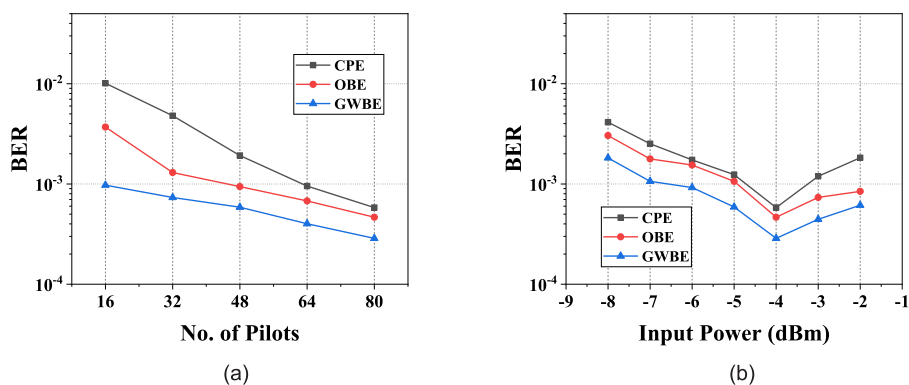 10⁻²
10⁻³
10⁻⁴
BER
CPE
OBE
GWBE
16 32 48 64 80
No. of Pilots
(a)
10⁻²
10⁻³
10⁻⁴
BER
CPE
OBE
GWBE
-9 -8 -7 -6 -5 -4 -3 -2 -1
Input Power (dBm)
(b)